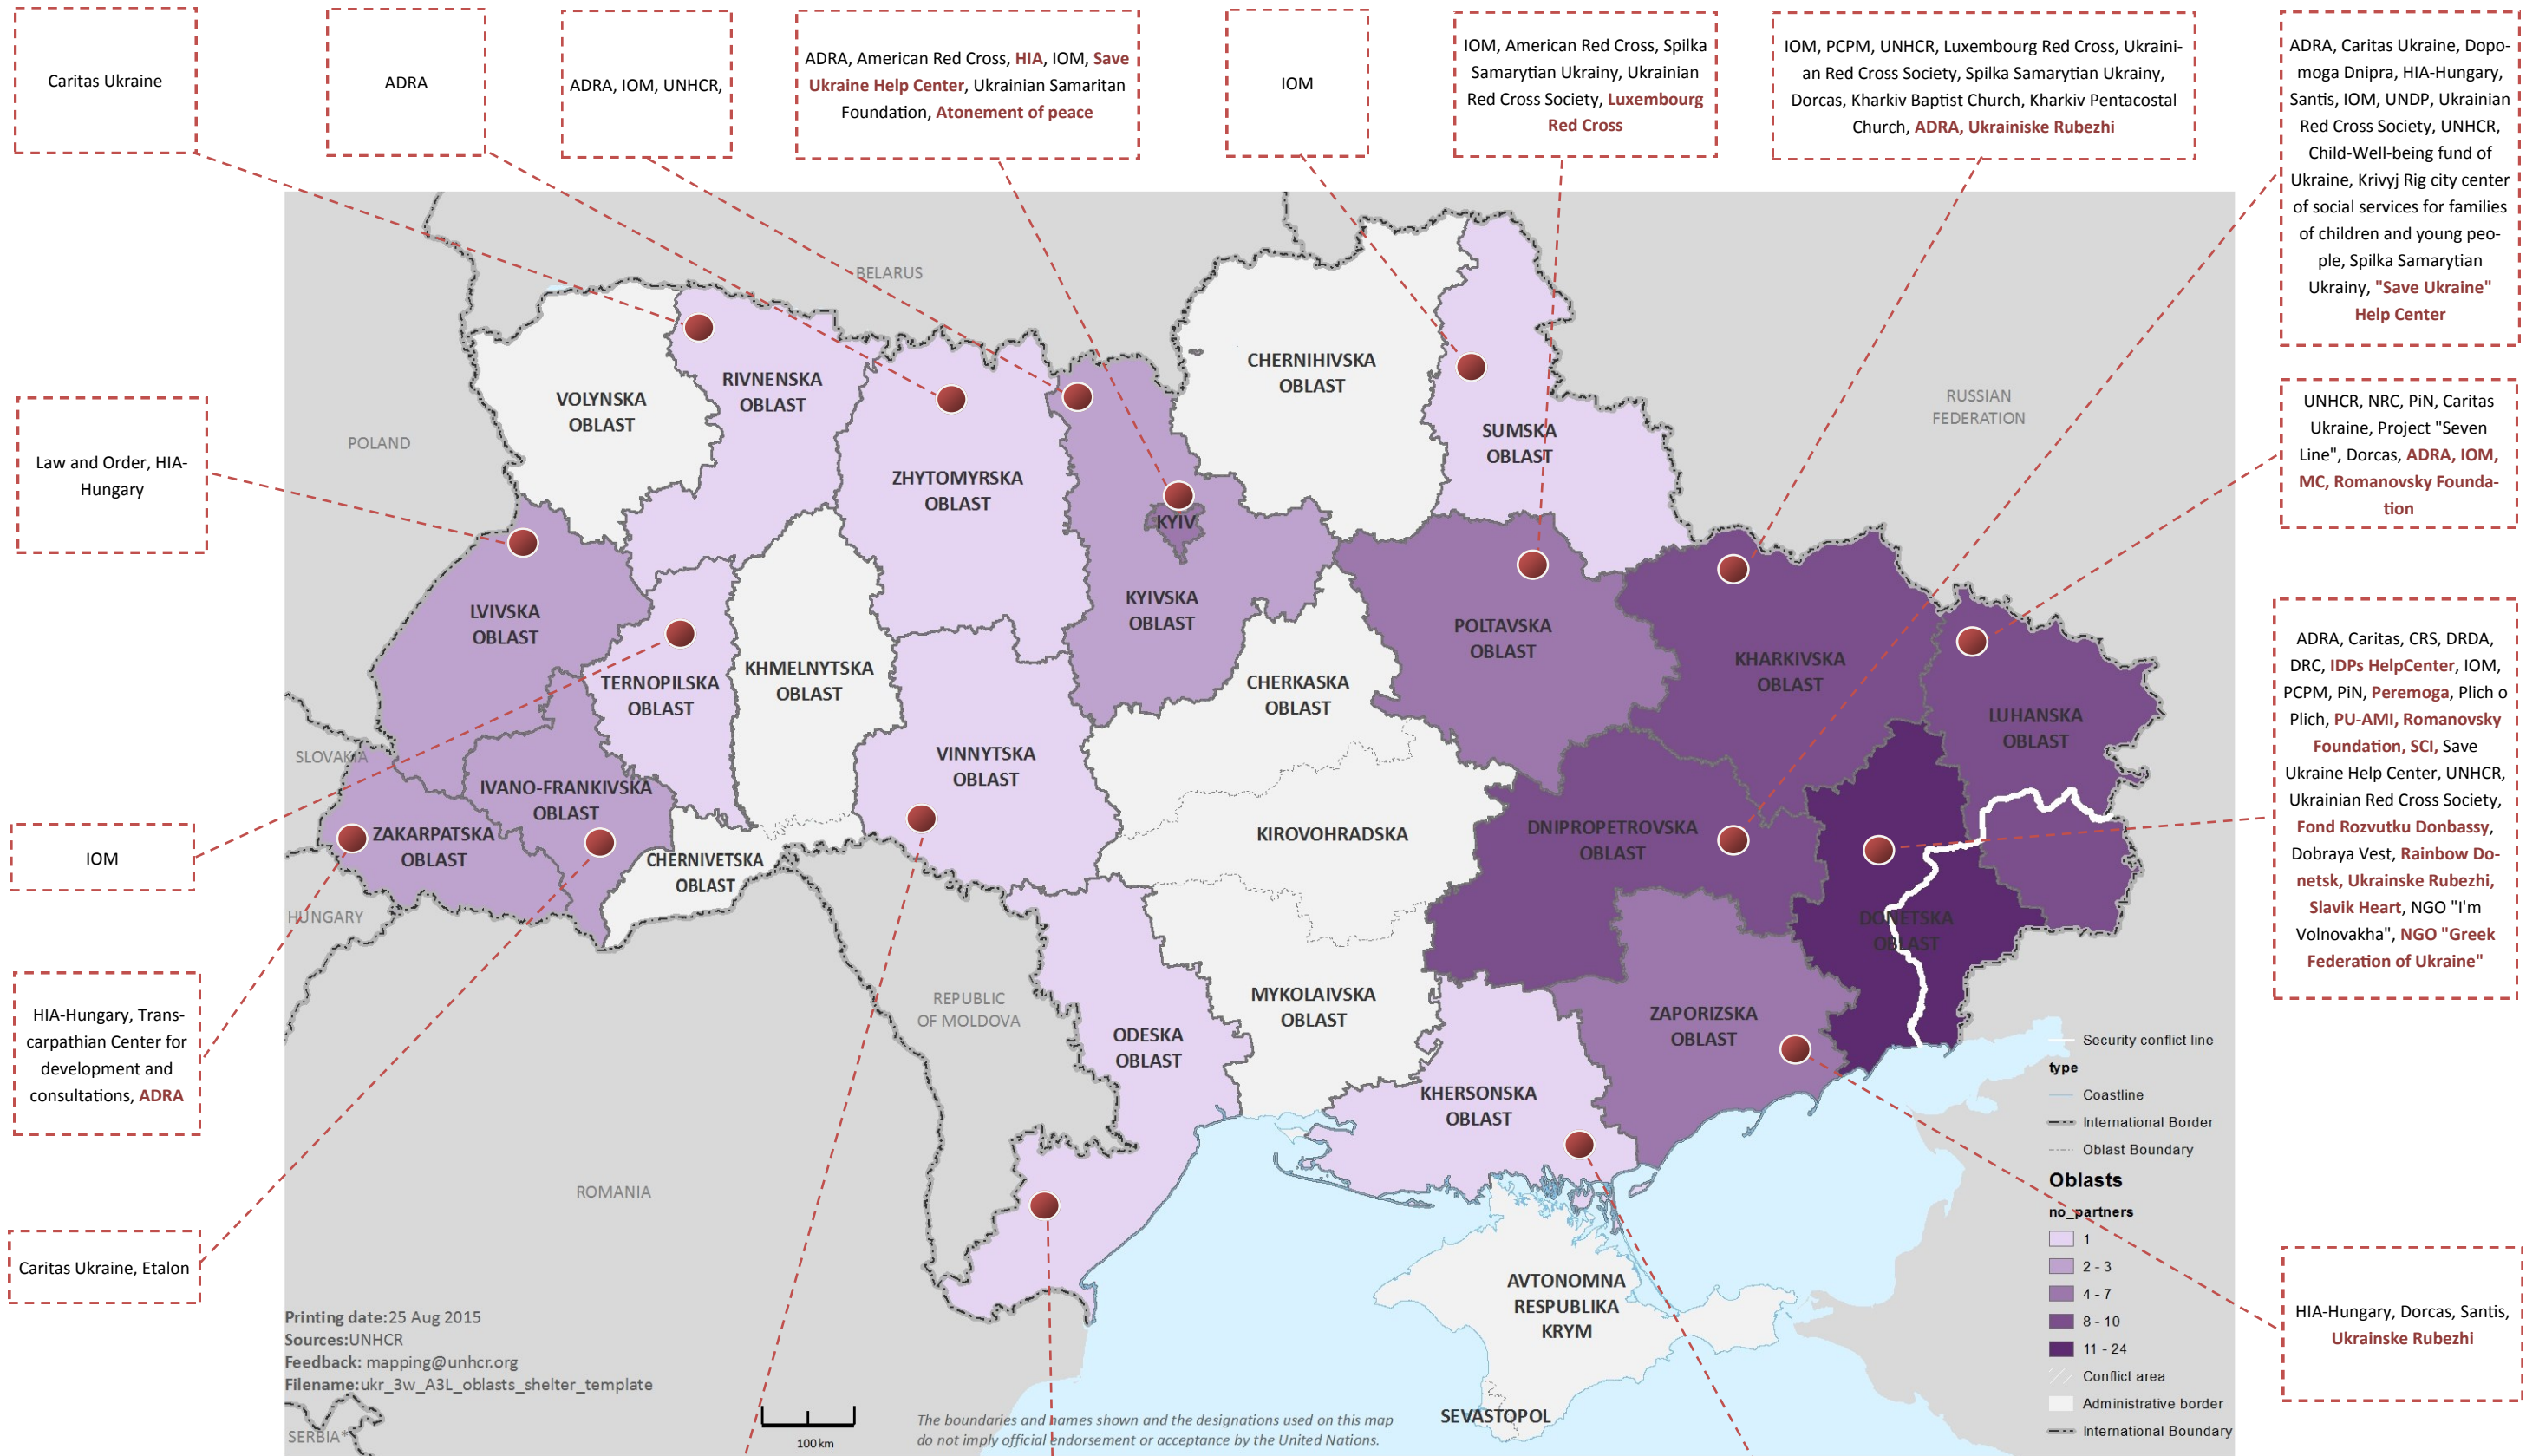 Caritas Ukraine
ADRA
ADRA, IOM, UNHCR,
ADRA, American Red Cross, HIA, IOM, Save
Ukraine Help Center, Ukrainian Samaritan
Foundation, Atonement of peace
IOM
IOM, American Red Cross, Spilka
Samarytian Ukrainy, Ukrainian
Red Cross Society, Luxembourg
Red Cross
IOM, PCPM, UNHCR, Luxembourg Red Cross, Ukraini-
an Red Cross Society, Spilka Samarytian Ukrainy,
Dorcas, Kharkiv Baptist Church, Kharkiv Pentacostal
Church, ADRA, Ukrainiske Rubezhi
ADRA, Caritas Ukraine, Dopo-
moga Dnipra, HIA-Hungary,
Santis, IOM, UNDP, Ukrainian
Red Cross Society, UNHCR,
Child-Well-being fund of
Ukraine, Krivyj Rig city center
of social services for families
of children and young peo-
ple, Spilka Samarytian
Ukrainy, "Save Ukraine"
Help Center
UNHCR, NRC, PiN, Caritas
Ukraine, Project "Seven
Line", Dorcas, ADRA, IOM,
MC, Romanovsky Founda-
tion
ADRA, Caritas, CRS, DRDA,
DRC, IDPs HelpCenter, IOM,
PCPM, PiN, Peremoga, Plich o
Plich, PU-AMI, Romanovsky
Foundation, SCI, Save
Ukraine Help Center, UNHCR,
Ukrainian Red Cross Society,
Fond Rozvutku Donbassy,
Dobraya Vest, Rainbow Do-
netsk, Ukrainske Rubezhi,
Slavik Heart, NGO "I'm
Volnovakha", NGO "Greek
Federation of Ukraine"
HIA-Hungary, Dorcas, Santis,
Ukrainske Rubezhi
Law and Order, HIA-
Hungary
IOM
HIA-Hungary, Trans-
carpathian Center for
development and
consultations, ADRA
Caritas Ukraine, Etalon
BELARUS
POLAND
RUSSIAN
FEDERATION
SLOVAKIA
HUNGARY
REPUBLIC
OF MOLDOVA
ROMANIA
SERBIA*
VOLYNSKA
OBLAST
RIVNENSKA
OBLAST
ZHYTOMYRSKA
OBLAST
CHERNIHIVSKA
OBLAST
SUMSKA
OBLAST
KYIV
KYIVSKA
OBLAST
LVIVSKA
OBLAST
TERNOPILSKA
OBLAST
KHMELNYTSKA
OBLAST
VINNYTSKA
OBLAST
CHERKASKA
OBLAST
POLTAVSKA
OBLAST
KHARKIVSKA
OBLAST
LUHANSKA
OBLAST
IVANO-FRANKIVSKA
OBLAST
ZAKARPATSKA
OBLAST
CHERNIVETSKA
OBLAST
KIROVOHRADSKA
DNIPROPETROVSKA
OBLAST
DONETSKA
OBLAST
ZAPORIZSKA
OBLAST
MYKOLAIVSKA
OBLAST
ODESKA
OBLAST
KHERSONSKA
OBLAST
AVTONOMNA
RESPUBLIKA
KRYM
SEVASTOPOL
Security conflict line
type
Coastline
International Border
Oblast Boundary
Oblasts
no_partners
1
2 - 3
4 - 7
8 - 10
11 - 24
Conflict area
Administrative border
International Boundary
Printing date:25 Aug 2015
Sources:UNHCR
Feedback: mapping@unhcr.org
Filename:ukr_3w_A3L_oblasts_shelter_template
100 km
The boundaries and names shown and the designations used on this map
do not imply official endorsement or acceptance by the United Nations.